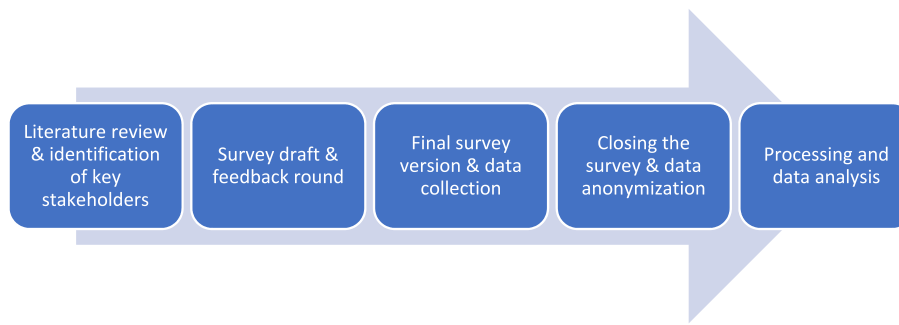 Literature review
& identification
of key
stakeholders
Survey draft &
feedback round
Final survey
version & data
collection
Closing the
survey & data
anonymization
Processing and
data analysis